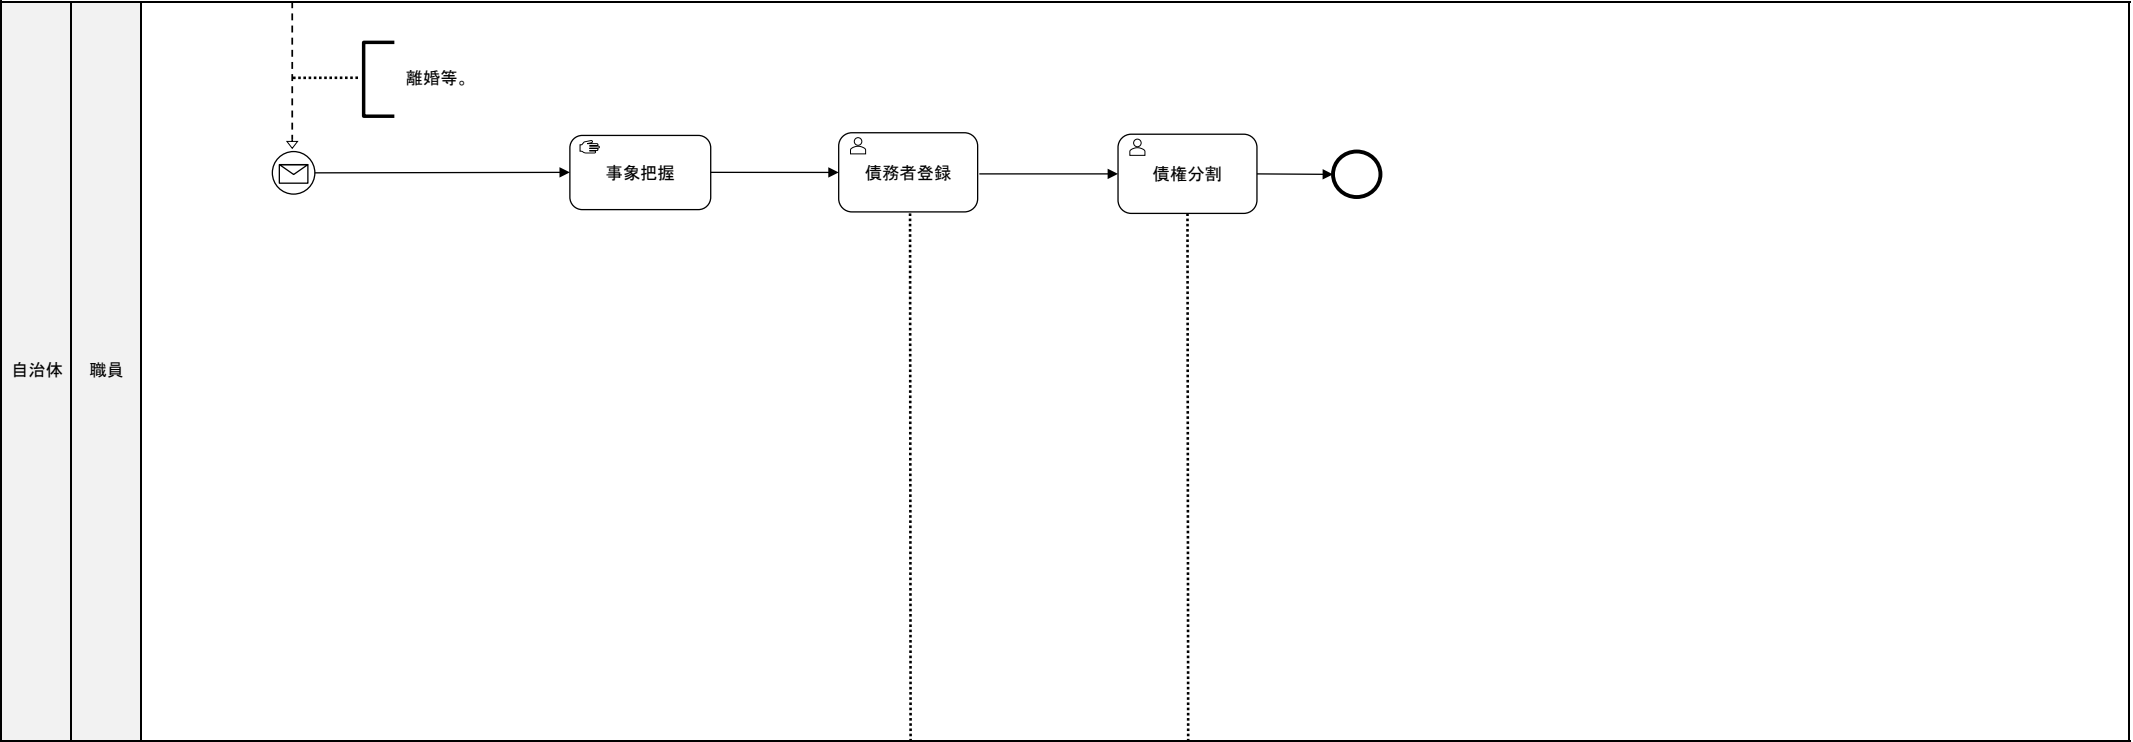 離婚等。
事象把握
債務者登録
債権分割
自治体
職員